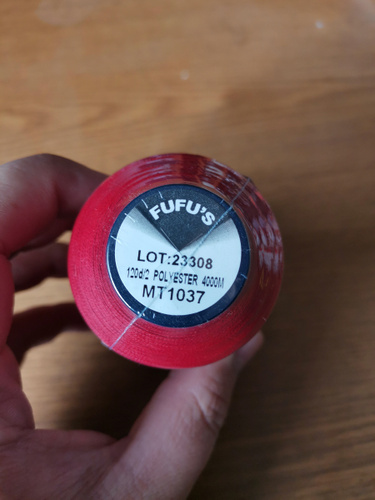 FUFU'S
LOT:23308
120d/2 POLYESTER 4000M
MT1037